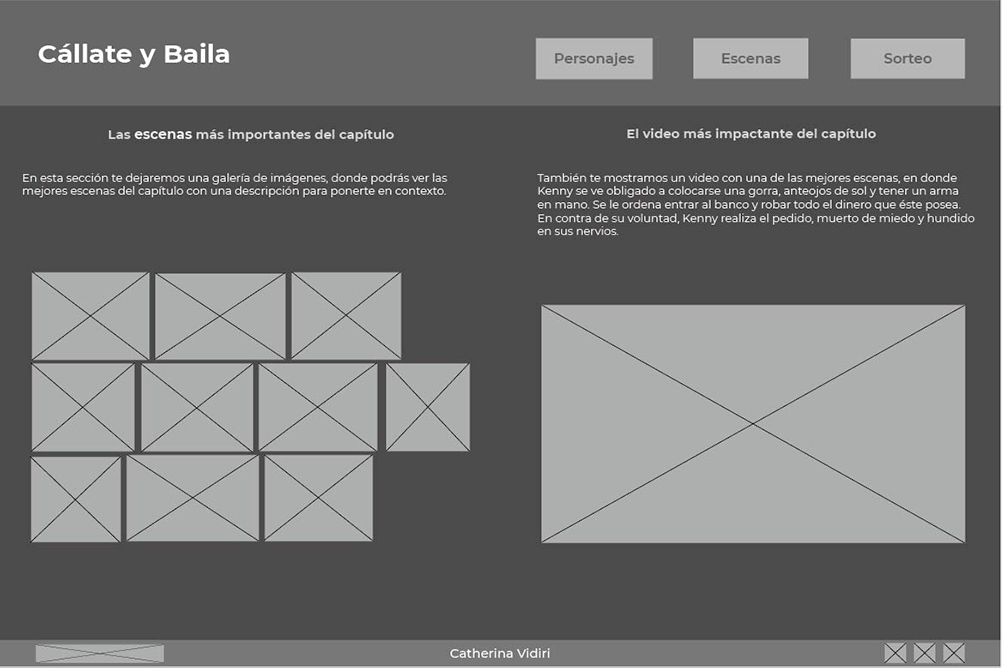 Cállate y Baila
Personajes
Escenas
Sorteo
Las escenas más importantes del capítulo
En esta sección te dejaremos una galería de imágenes, donde podrás ver las
mejores escenas del capítulo con una descripción para ponerte en contexto.
El video más impactante del capítulo
También te mostramos un video con una de las mejores escenas, en donde
Kenny se ve obligado a colocarse una gorra, anteojos de sol y tener un arma
en mano. Se le ordena entrar al banco y robar todo el dinero que éste posea.
En contra de su voluntad, Kenny realiza el pedido, muerto de miedo y hundido
en sus nervios.
Catherina Vidiri